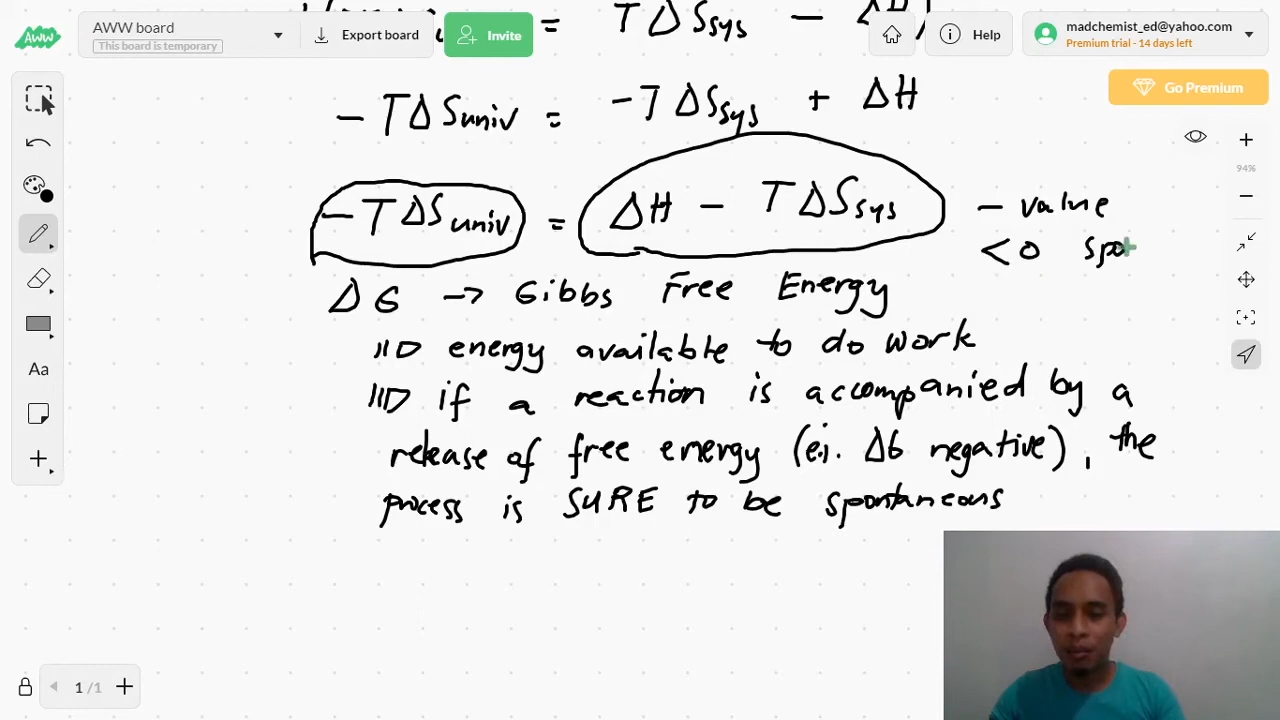 AWW
AWW board
This board is temporary
Export board
Invite
= TΔSsys −
Help
madchemist_ed@yahoo.com
Premium trial - 14 days left
Go Premium
− TΔSuniv = −TΔSsys + ΔH
94%
−TΔSuniv = ΔH − TΔSsys − value
<0 spo
ΔG → Gibbs Free Energy
energy available to do work
if a reaction is accompanied by a
release of free energy (e.i. ΔG negative), the
process is SURE to be spontaneous
Aa
1 /1